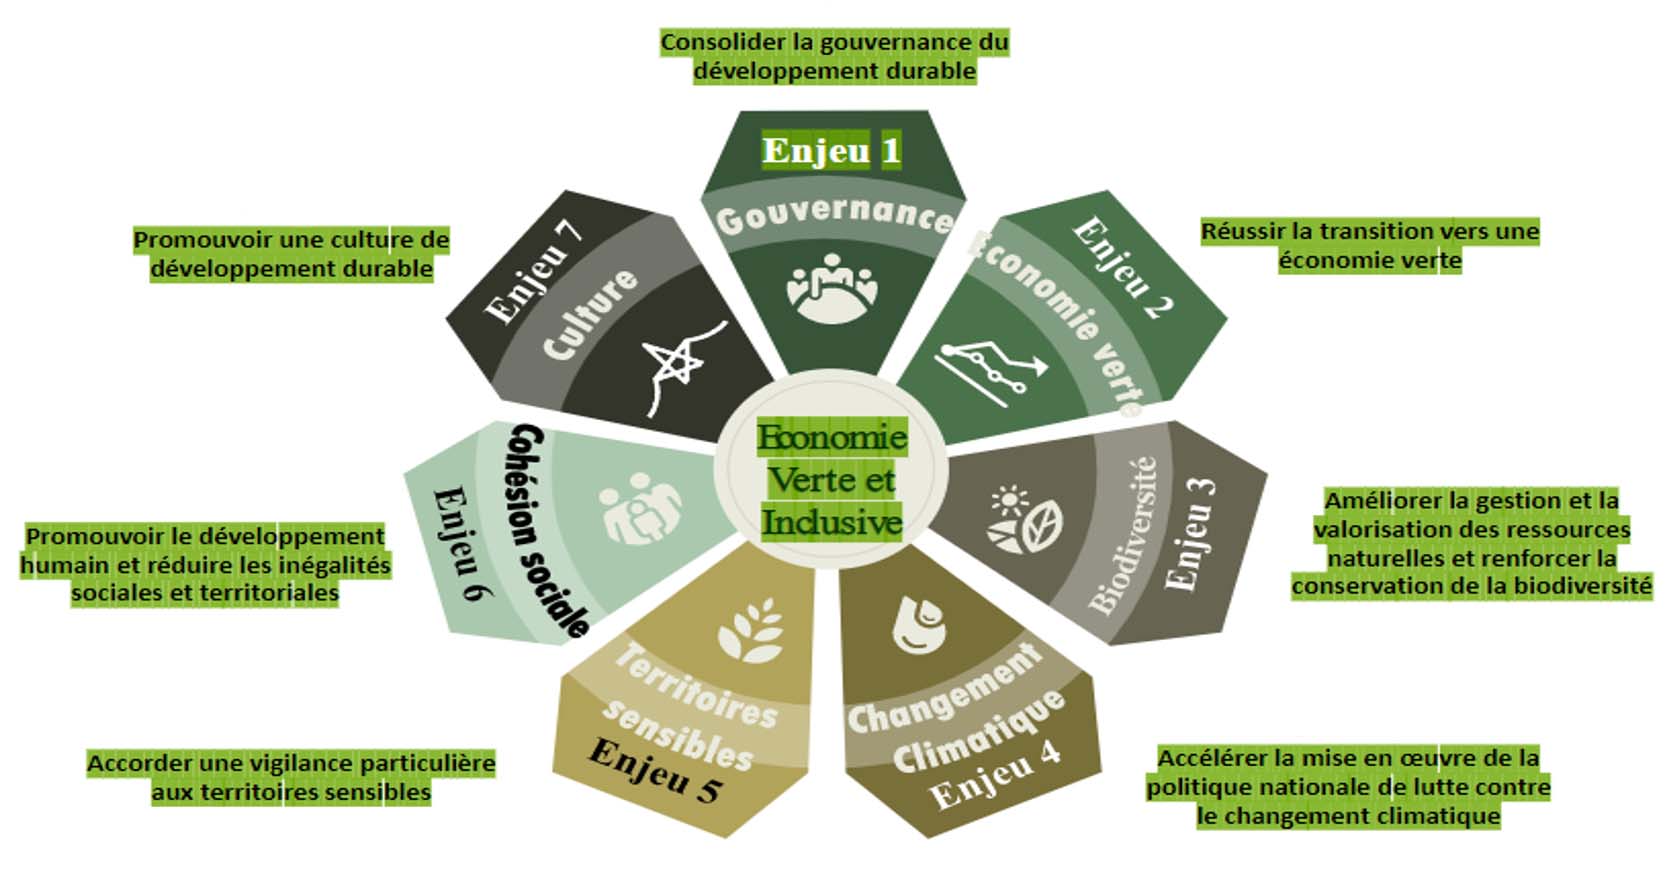 Consolider la gouvernance du
développement durable
Enjeu 1
Gouvernance
Réussir la transition vers une
économie verte
Enjeu 2
Economie verte
Améliorer la gestion et la
valorisation des ressources
naturelles et renforcer la
conservation de la biodiversité
Enjeu 3
Biodiversité
Accélérer la mise en œuvre de la
politique nationale de lutte contre
le changement climatique
Changement
Climatique
Enjeu 4
Accorder une vigilance particulière
aux territoires sensibles
Territoires
sensibles
Enjeu 5
Promouvoir le développement
humain et réduire les inégalités
sociales et territoriales
Enjeu 6
Cohésion sociale
Promouvoir une culture de
développement durable
Enjeu 7
Culture
Economie
Verte et
Inclusive